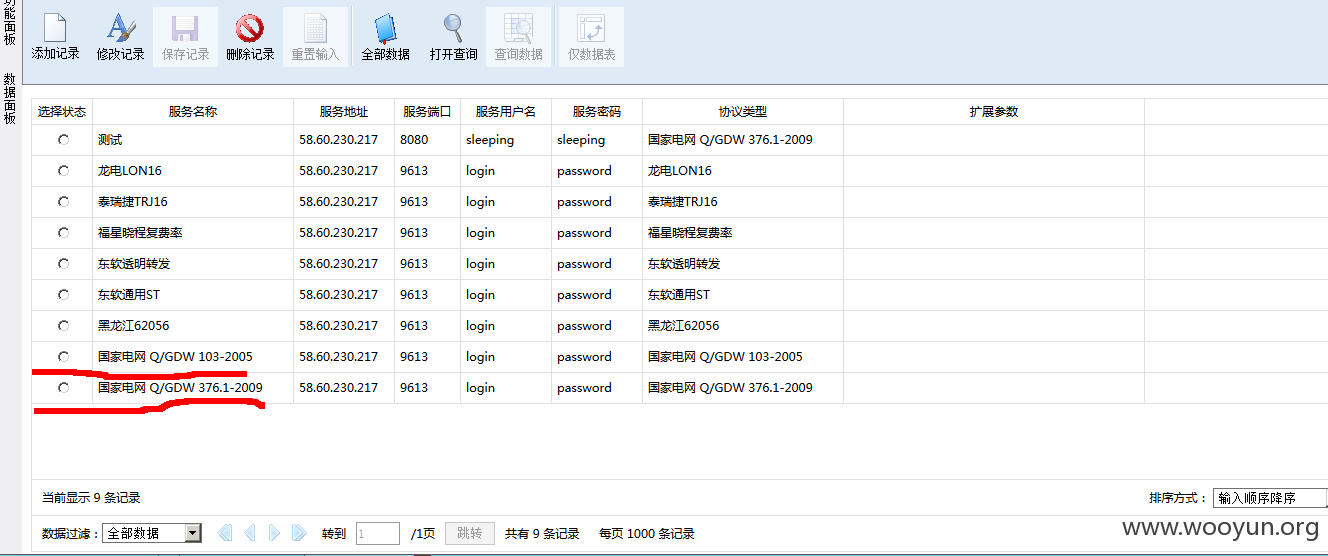 功能面板
数据面板
添加记录 修改记录 保存记录 删除记录 重置输入 全部数据 打开查询 查询数据 仅数据表
选择状态 服务名称 服务地址 服务端口 服务用户名 服务密码 协议类型 扩展参数
测试 58.60.230.217 8080 sleeping sleeping 国家电网 Q/GDW 376.1-2009
龙电LON16 58.60.230.217 9613 login password 龙电LON16
泰瑞捷TRJ16 58.60.230.217 9613 login password 泰瑞捷TRJ16
福星晓程复费率 58.60.230.217 9613 login password 福星晓程复费率
东软透明转发 58.60.230.217 9613 login password 东软透明转发
东软通用ST 58.60.230.217 9613 login password 东软通用ST
黑龙江62056 58.60.230.217 9613 login password 黑龙江62056
国家电网 Q/GDW 103-2005 58.60.230.217 9613 login password 国家电网 Q/GDW 103-2005
国家电网 Q/GDW 376.1-2009 58.60.230.217 9613 login password 国家电网 Q/GDW 376.1-2009
当前显示 9 条记录 排序方式： 输入顺序降序
数据过滤： 全部数据 转到 1 /1页 跳转 共有 9 条记录 每页 1000 条记录
www.wooyun.org